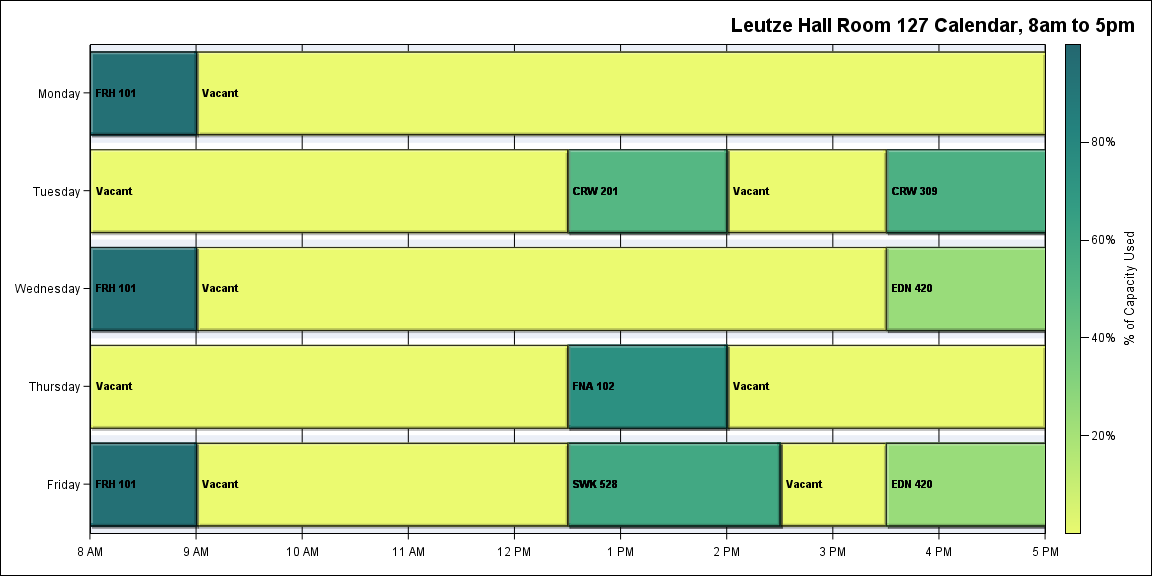 Leutze Hall Room 127 Calendar, 8am to 5pm
Monday
FRH 101
Vacant
Tuesday
Vacant
CRW 201
Vacant
CRW 309
Wednesday
FRH 101
Vacant
EDN 420
Thursday
Vacant
FNA 102
Vacant
Friday
FRH 101
Vacant
SWK 528
Vacant
EDN 420
8 AM 9 AM 10 AM 11 AM 12 PM 1 PM 2 PM 3 PM 4 PM 5 PM
80%
60%
40%
20%
% of Capacity Used